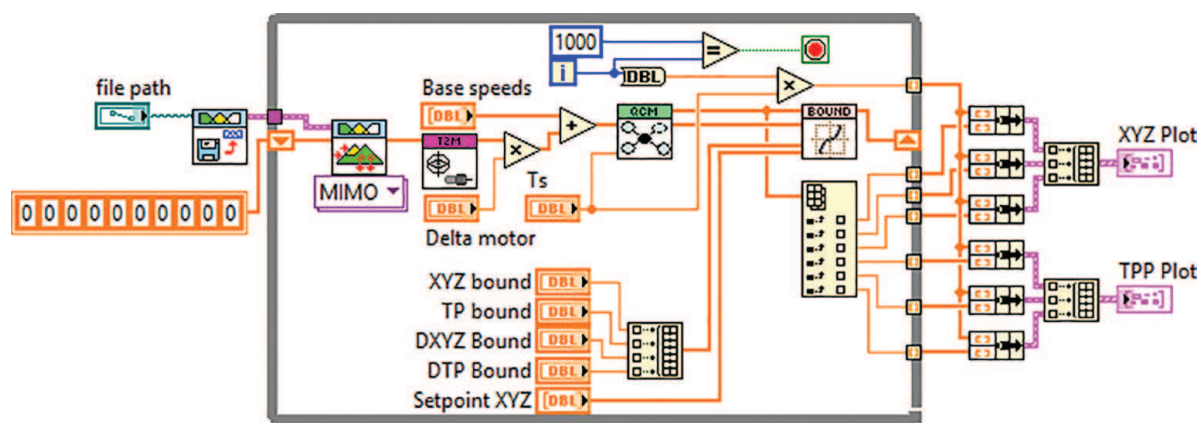 1000
i
DBL
file path
Base speeds
[DBL]
QCM
BOUND
XYZ Plot
T2M
MIMO
Ts
DBL
DBL
0 0 0 0 0 0 0 0 0 0
Delta motor
XYZ bound
DBL
TPP Plot
TP bound
DBL
DXYZ Bound
DBL
DTP Bound
DBL
Setpoint XYZ
[DBL]